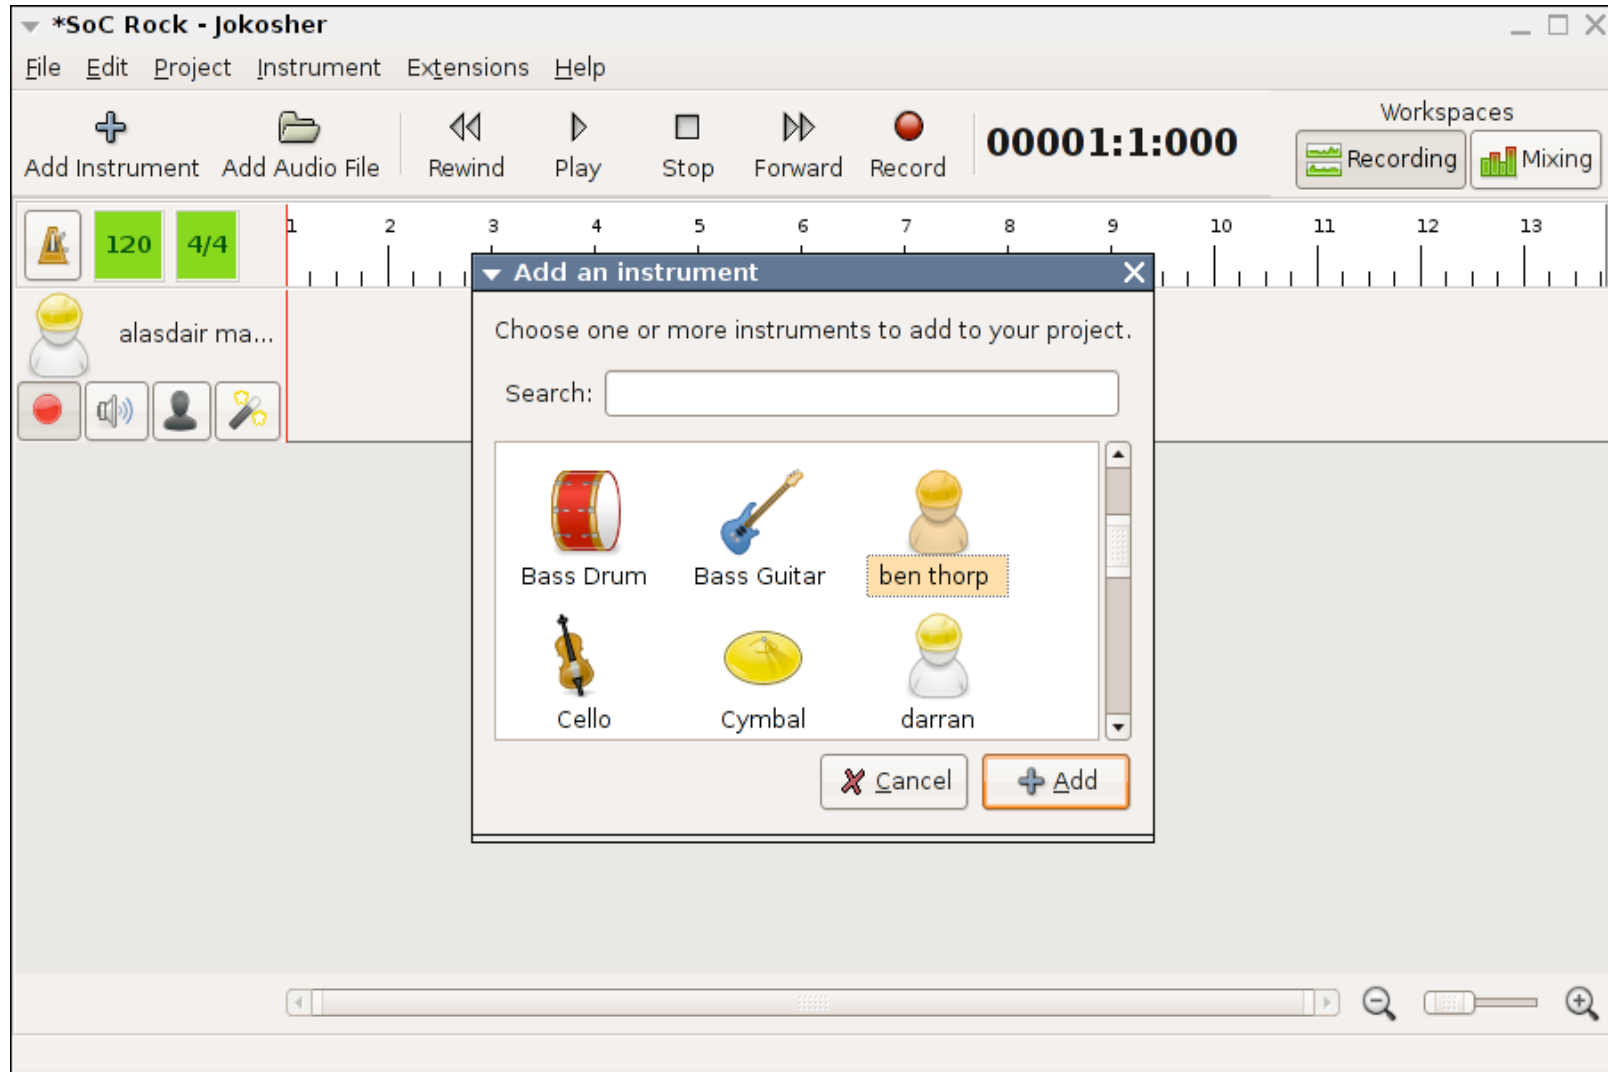 *SoC Rock - Jokosher
File Edit Project Instrument Extensions Help
Add Instrument Add Audio File Rewind Play Stop Forward Record 00001:1:000
Workspaces
Recording Mixing
120 4/4
1 2 3 4 5 6 7 8 9 10 11 12 13
alasdair ma...
Add an instrument
Choose one or more instruments to add to your project.
Search:
Bass Drum Bass Guitar ben thorp
Cello Cymbal darran
Cancel Add